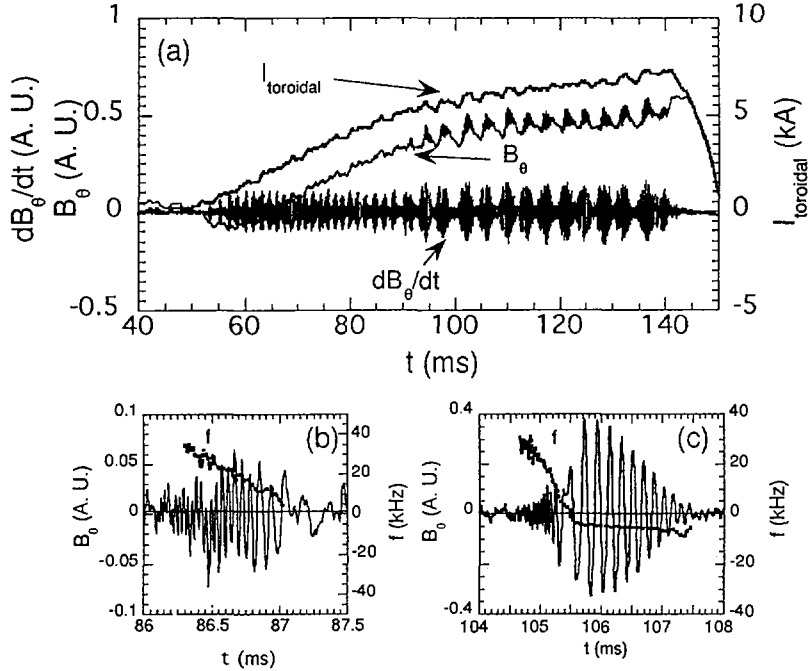 (a)
1
0.5
0
-0.5
dBθ/dt (A. U.)
Bθ (A. U.)
10
5
0
-5
Itoroidal (kA)
Itoroidal
Bθ
dBθ/dt
40 60 80 100 120 140
t (ms)
(b)
f
0.1
0.05
0
-0.05
-0.1
B0 (A. U.)
40
20
0
-20
-40
f (kHz)
86 86.5 87 87.5
t (ms)
(c)
f
0.4
0
-0.4
B0 (A. U.)
40
20
0
-20
-40
f (kHz)
104 105 106 107 108
t (ms)